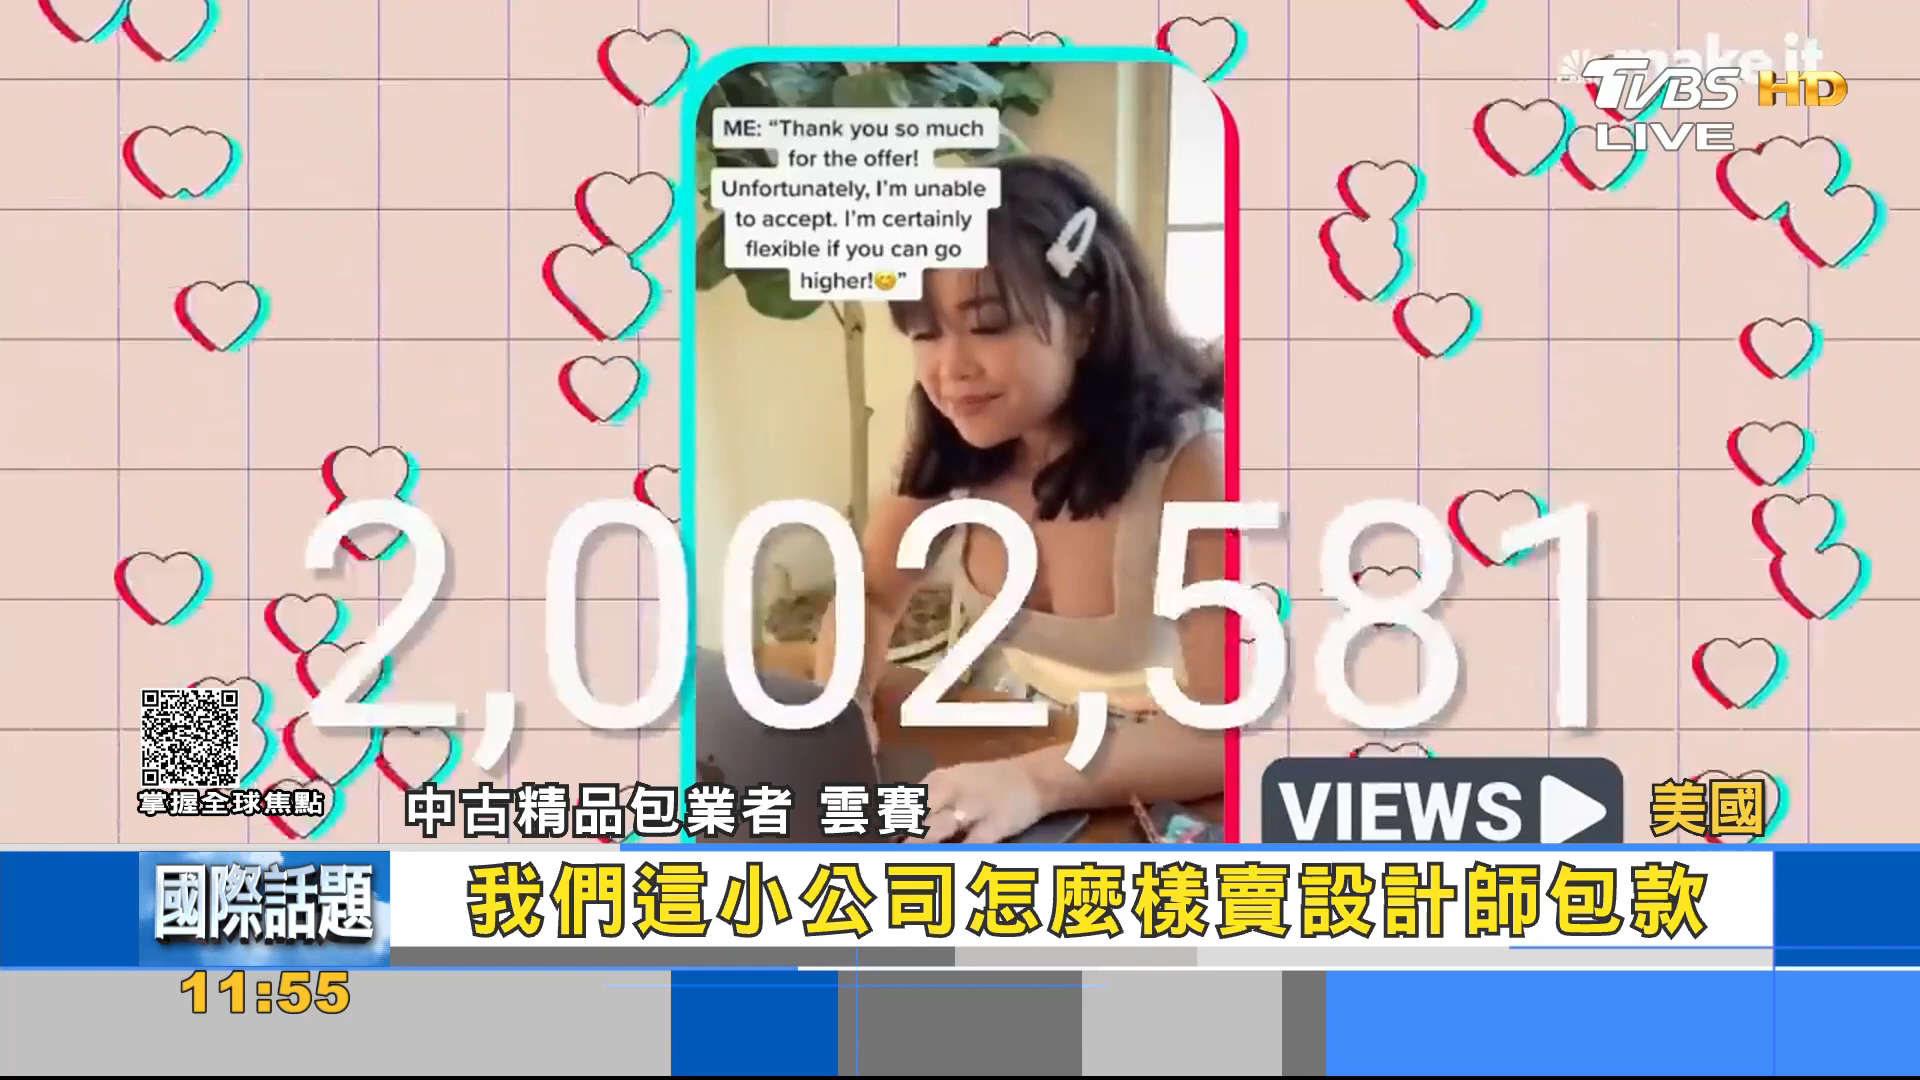 make it
TVBS HD
LIVE
ME: “Thank you so much
for the offer!
Unfortunately, I'm unable
to accept. I'm certainly
flexible if you can go
higher!😊”
2,002,581
VIEWS
掌握全球焦點
中古精品包業者 雲賽
美國
國際話題
我們這小公司怎麼樣賣設計師包款
11:55